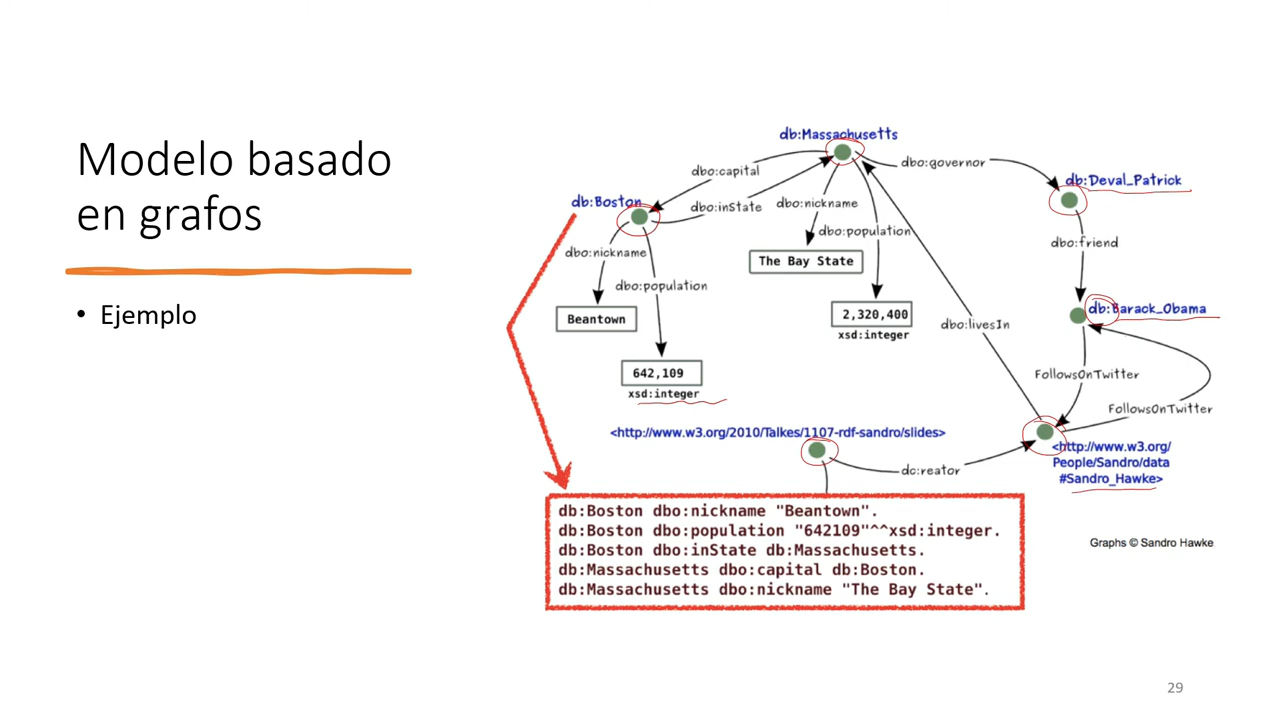 Modelo basado
en grafos
• Ejemplo
db:Massachusetts
dbo:capital
dbo:governor
db:Deval_Patrick
db:Boston
dbo:inState
dbo:nickname
dbo:population
dbo:friend
dbo:nickname
The Bay State
dbo:population
db:Barack_Obama
Beantown
2,320,400
xsd:integer
dbo:livesIn
642,109
xsd:integer
FollowsOnTwitter
FollowsOnTwitter
<http://www.w3.org/2010/Talkes/1107-rdf-sandro/slides>
<http://www.w3.org/
People/Sandro/data
#Sandro_Hawke>
dc:reator
db:Boston dbo:nickname "Beantown".
db:Boston dbo:population "642109"^^xsd:integer.
db:Boston dbo:inState db:Massachusetts.
db:Massachusetts dbo:capital db:Boston.
db:Massachusetts dbo:nickname "The Bay State".
Graphs © Sandro Hawke
29